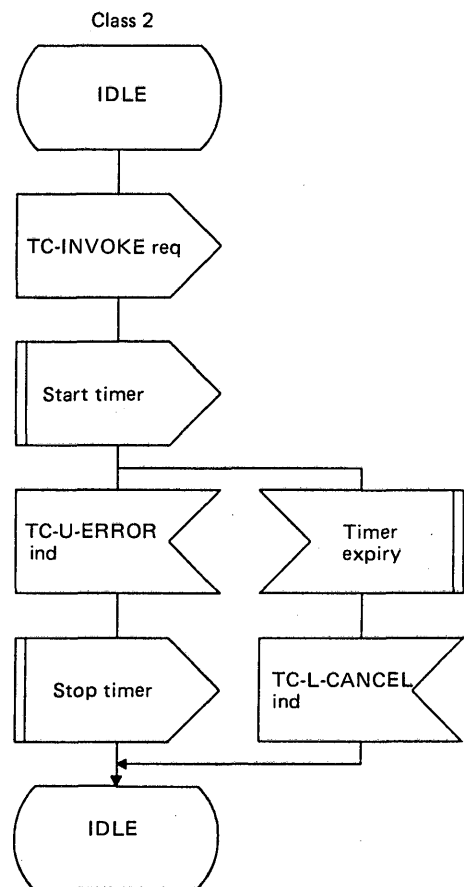 Class 2
IDLE
TC-INVOKE req
Start timer
TC-U-ERROR
ind
Timer
expiry
Stop timer
TC-L-CANCEL
ind
IDLE